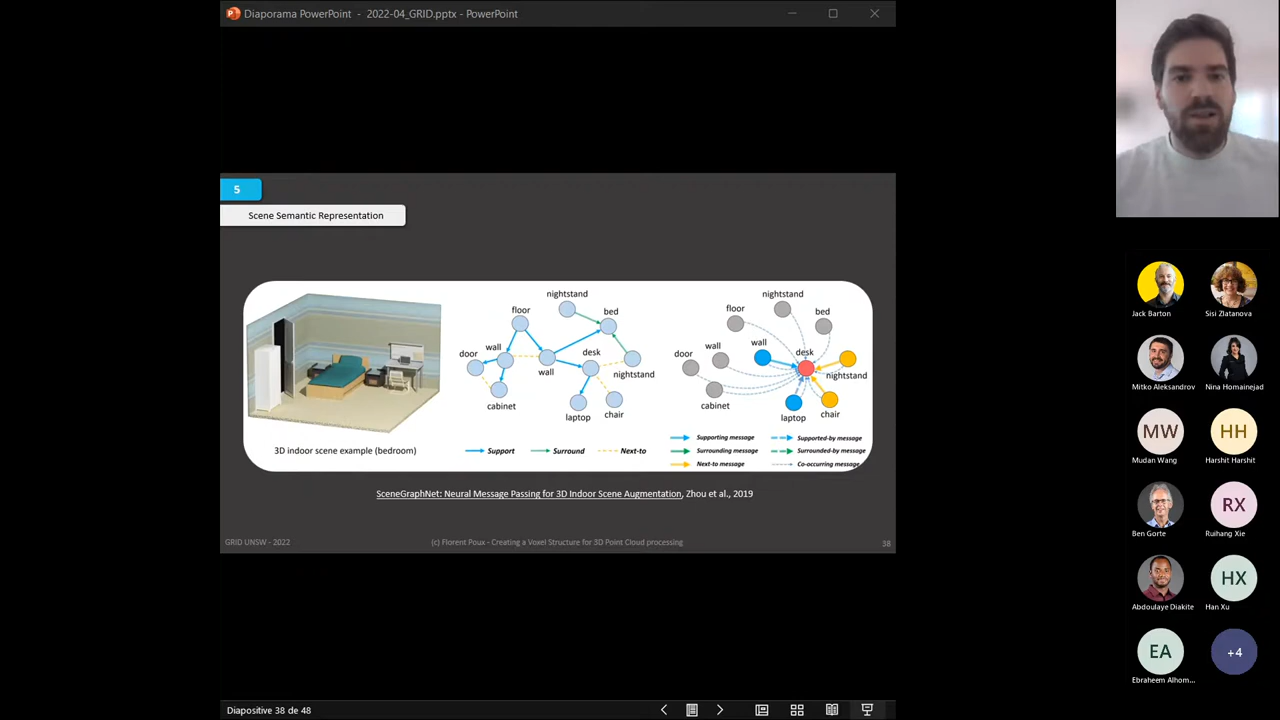 Diaporama PowerPoint - 2022-04_GRID.pptx - PowerPoint
5
Scene Semantic Representation
floor
nightstand
bed
door
wall
wall
desk
nightstand
cabinet
laptop
chair
floor
nightstand
bed
door
wall
wall
desk
nightstand
cabinet
laptop
chair
3D indoor scene example (bedroom)
Support
Surround
Next-to
Supporting message
Supported-by message
Surrounding message
Surrounded-by message
Next-to message
Co-occurring message
SceneGraphNet: Neural Message Passing for 3D Indoor Scene Augmentation, Zhou et al., 2019
GRID UNSW - 2022
(c) Florent Poux - Creating a Voxel Structure for 3D Point Cloud processing
38
Diapositive 38 de 48
Jack Barton
Sisi Zlatanova
Mitko Aleksandrov
Nina Homainejad
MW
HH
Mudan Wang
Harshit Harshit
RX
Ben Gorte
Ruihang Xie
HX
Abdoulaye Diakite
Han Xu
EA
+4
Ebraheem Alhom...